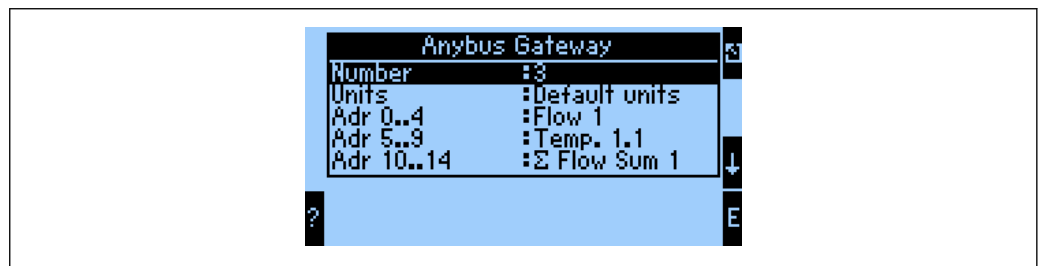 Anybus Gateway
Number :3
Units :Default units
Adr 0..4 :Flow 1
Adr 5..9 :Temp. 1.1
Adr 10..14 :Σ Flow Sum 1
↓
? E